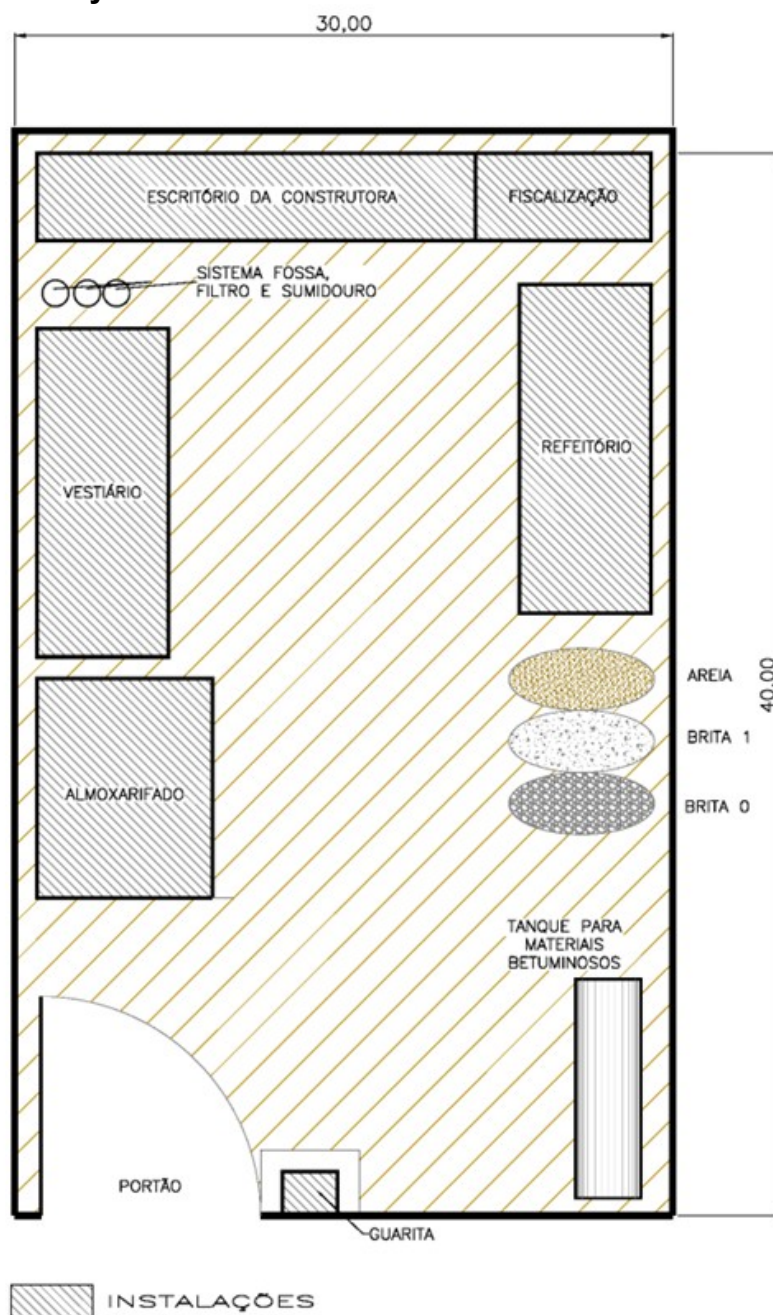 30,00
ESCRITÓRIO DA CONSTRUTORA
FISCALIZAÇÃO
SISTEMA FOSSA,
FILTRO E SUMIDOURO
REFEITÓRIO
VESTIÁRIO
AREIA
40,00
BRITA 1
ALMOXARIFADO
BRITA 0
TANQUE PARA
MATERIAIS
BETUMINOSOS
PORTÃO
GUARITA
INSTALAÇÕES